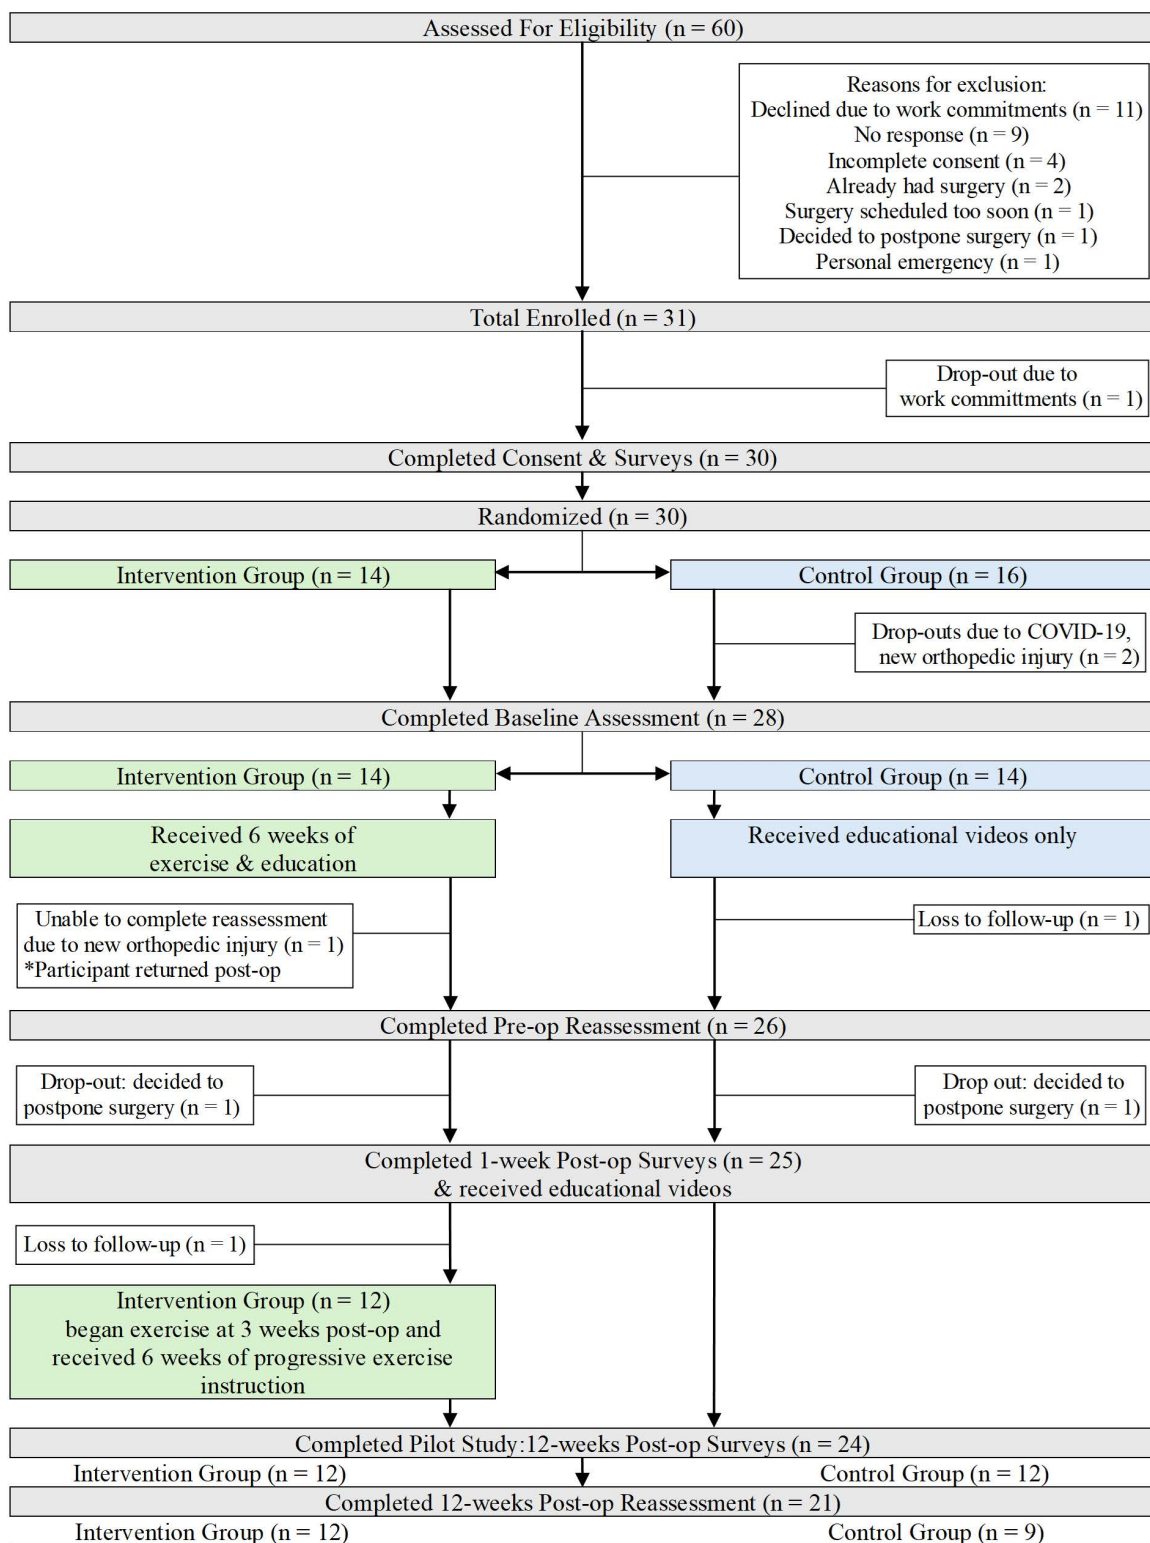 Assessed For Eligibility (n = 60)
Reasons for exclusion:
Declined due to work commitments (n = 11)
No response (n = 9)
Incomplete consent (n = 4)
Already had surgery (n = 2)
Surgery scheduled too soon (n = 1)
Decided to postpone surgery (n = 1)
Personal emergency (n = 1)
Total Enrolled (n = 31)
Drop-out due to
work committments (n = 1)
Completed Consent & Surveys (n = 30)
Randomized (n = 30)
Intervention Group (n = 14)
Control Group (n = 16)
Drop-outs due to COVID-19,
new orthopedic injury (n = 2)
Completed Baseline Assessment (n = 28)
Intervention Group (n = 14)
Control Group (n = 14)
Received 6 weeks of
exercise & education
Received educational videos only
Unable to complete reassessment
due to new orthopedic injury (n = 1)
*Participant returned post-op
Loss to follow-up (n = 1)
Completed Pre-op Reassessment (n = 26)
Drop-out: decided to
postpone surgery (n = 1)
Drop out: decided to
postpone surgery (n = 1)
Completed 1-week Post-op Surveys (n = 25)
& received educational videos
Loss to follow-up (n = 1)
Intervention Group (n = 12)
began exercise at 3 weeks post-op and
received 6 weeks of progressive exercise
instruction
Completed Pilot Study:12-weeks Post-op Surveys (n = 24)
Intervention Group (n = 12)
Control Group (n = 12)
Completed 12-weeks Post-op Reassessment (n = 21)
Intervention Group (n = 12)
Control Group (n = 9)